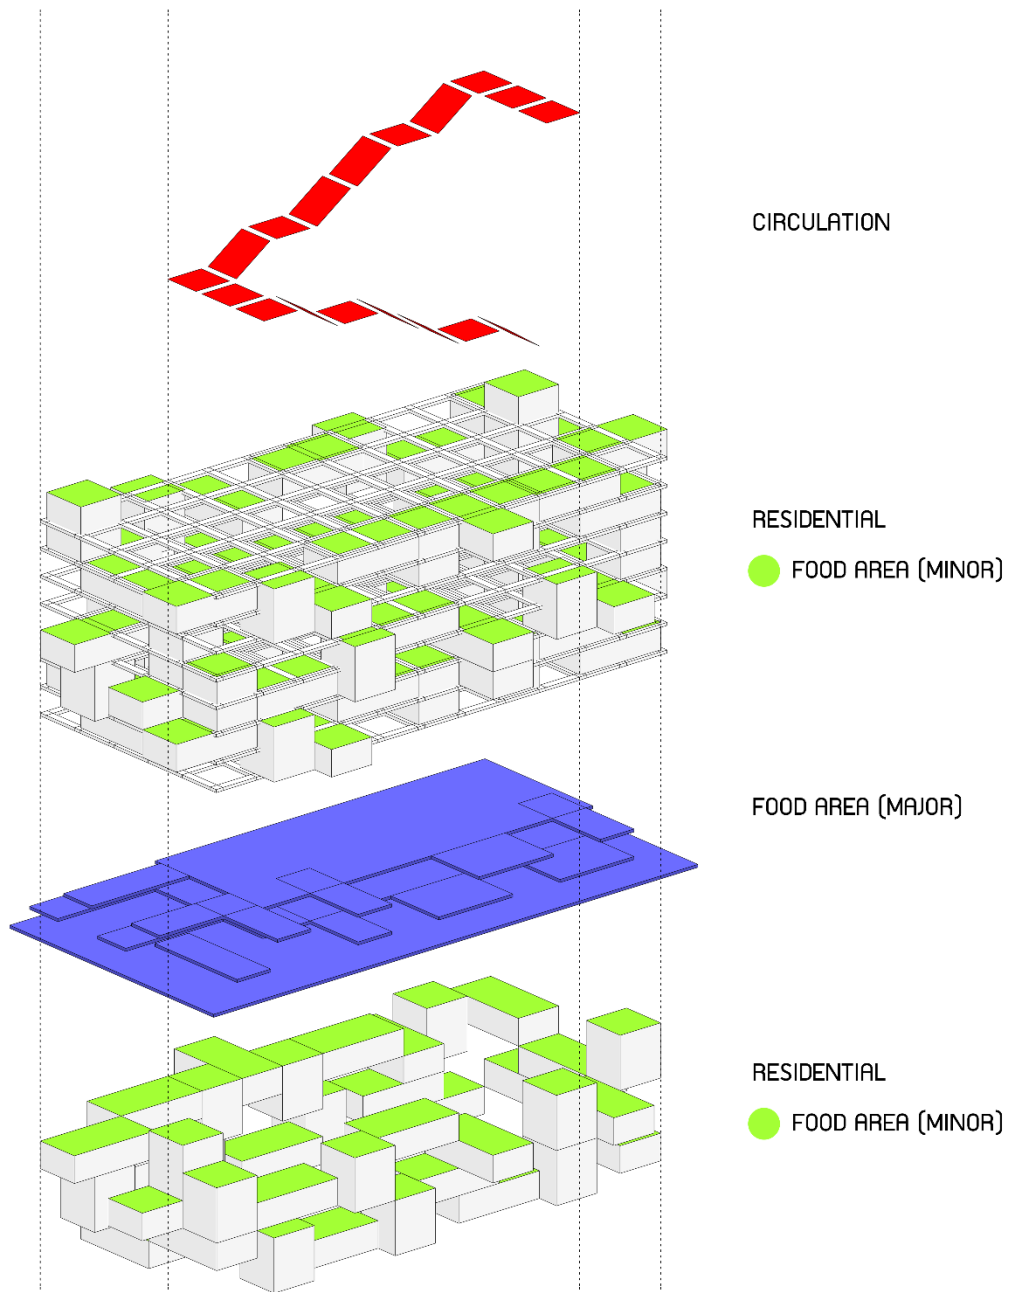 CIRCULATION
RESIDENTIAL
FOOD AREA (MINOR)
FOOD AREA (MAJOR)
RESIDENTIAL
FOOD AREA (MINOR)